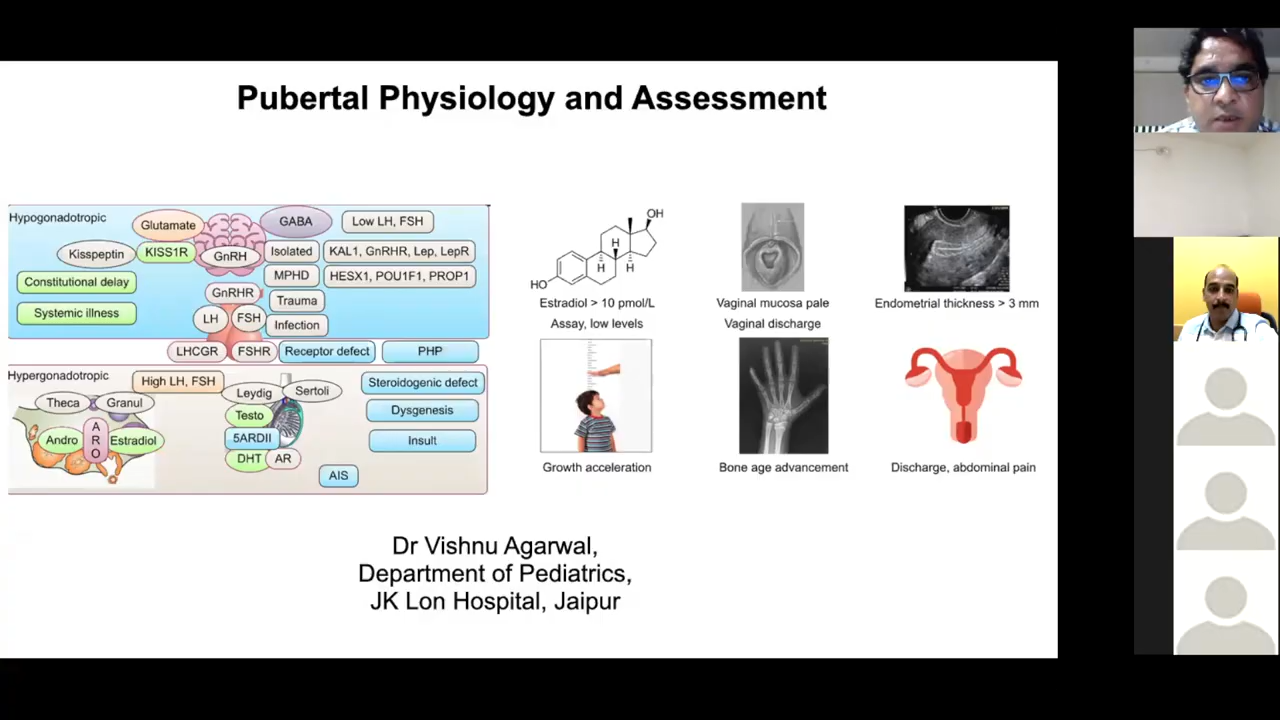 Pubertal Physiology and Assessment
Hypogonadotropic
Glutamate
GABA
Low LH, FSH
Kisspeptin
KISS1R
GnRH
Isolated
KAL1, GnRHR, Lep, LepR
Constitutional delay
MPHD
HESX1, POU1F1, PROP1
GnRHR
Trauma
Systemic illness
LH
FSH
Infection
LHCGR
FSHR
Receptor defect
PHP
Hypergonadotropic
High LH, FSH
Leydig
Sertoli
Steroidogenic defect
Theca
Granul
Testo
Dysgenesis
Andro
A
R
O
Estradiol
5ARDII
Insult
DHT
AR
AIS
OH
H
H
H
HO
Estradiol > 10 pmol/L
Assay, low levels
Vaginal mucosa pale
Vaginal discharge
Endometrial thickness > 3 mm
Growth acceleration
Bone age advancement
Discharge, abdominal pain
Dr Vishnu Agarwal,
Department of Pediatrics,
JK Lon Hospital, Jaipur